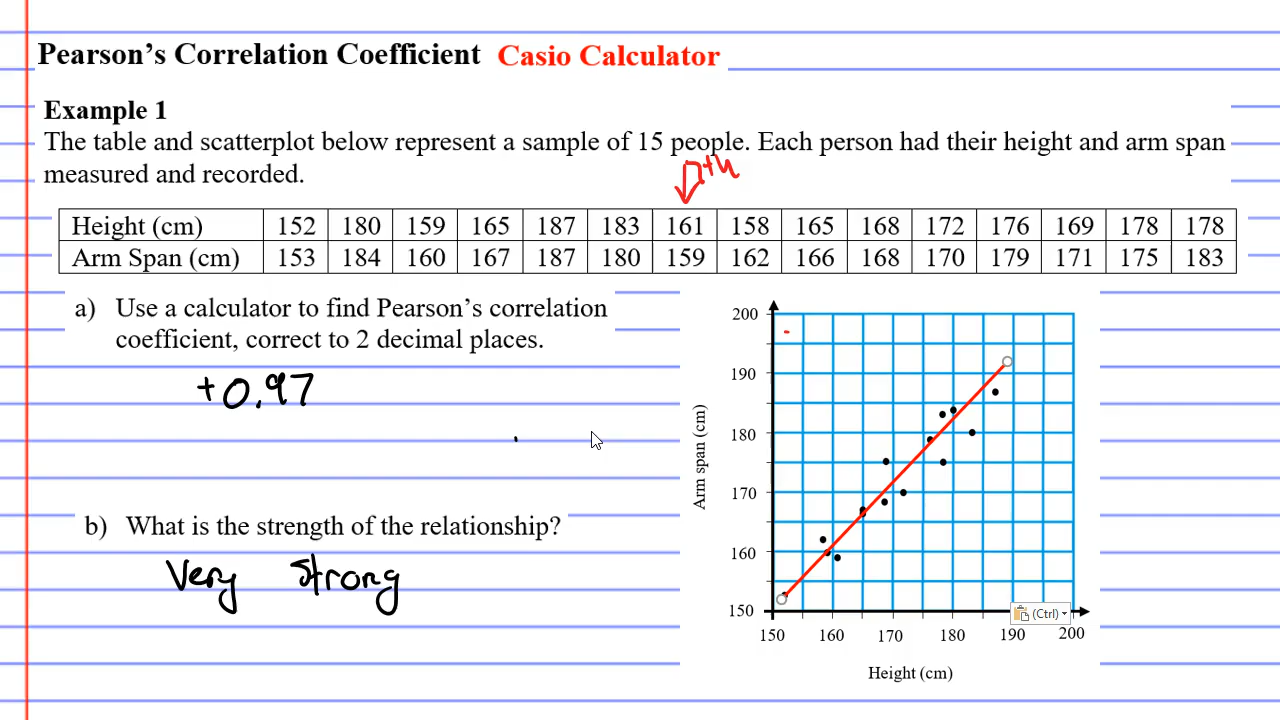 Pearson's Correlation Coefficient Casio Calculator
Example 1
The table and scatterplot below represent a sample of 15 people. Each person had their height and arm span
measured and recorded.
7th
Height (cm) 152 180 159 165 187 183 161 158 165 168 172 176 169 178 178
Arm Span (cm) 153 184 160 167 187 180 159 162 166 168 170 179 171 175 183
a) Use a calculator to find Pearson's correlation
coefficient, correct to 2 decimal places.
+0.97
b) What is the strength of the relationship?
Very Strong
200
190
180
170
160
150
Arm span (cm)
150 160 170 180 190 200
Height (cm)
(Ctrl)